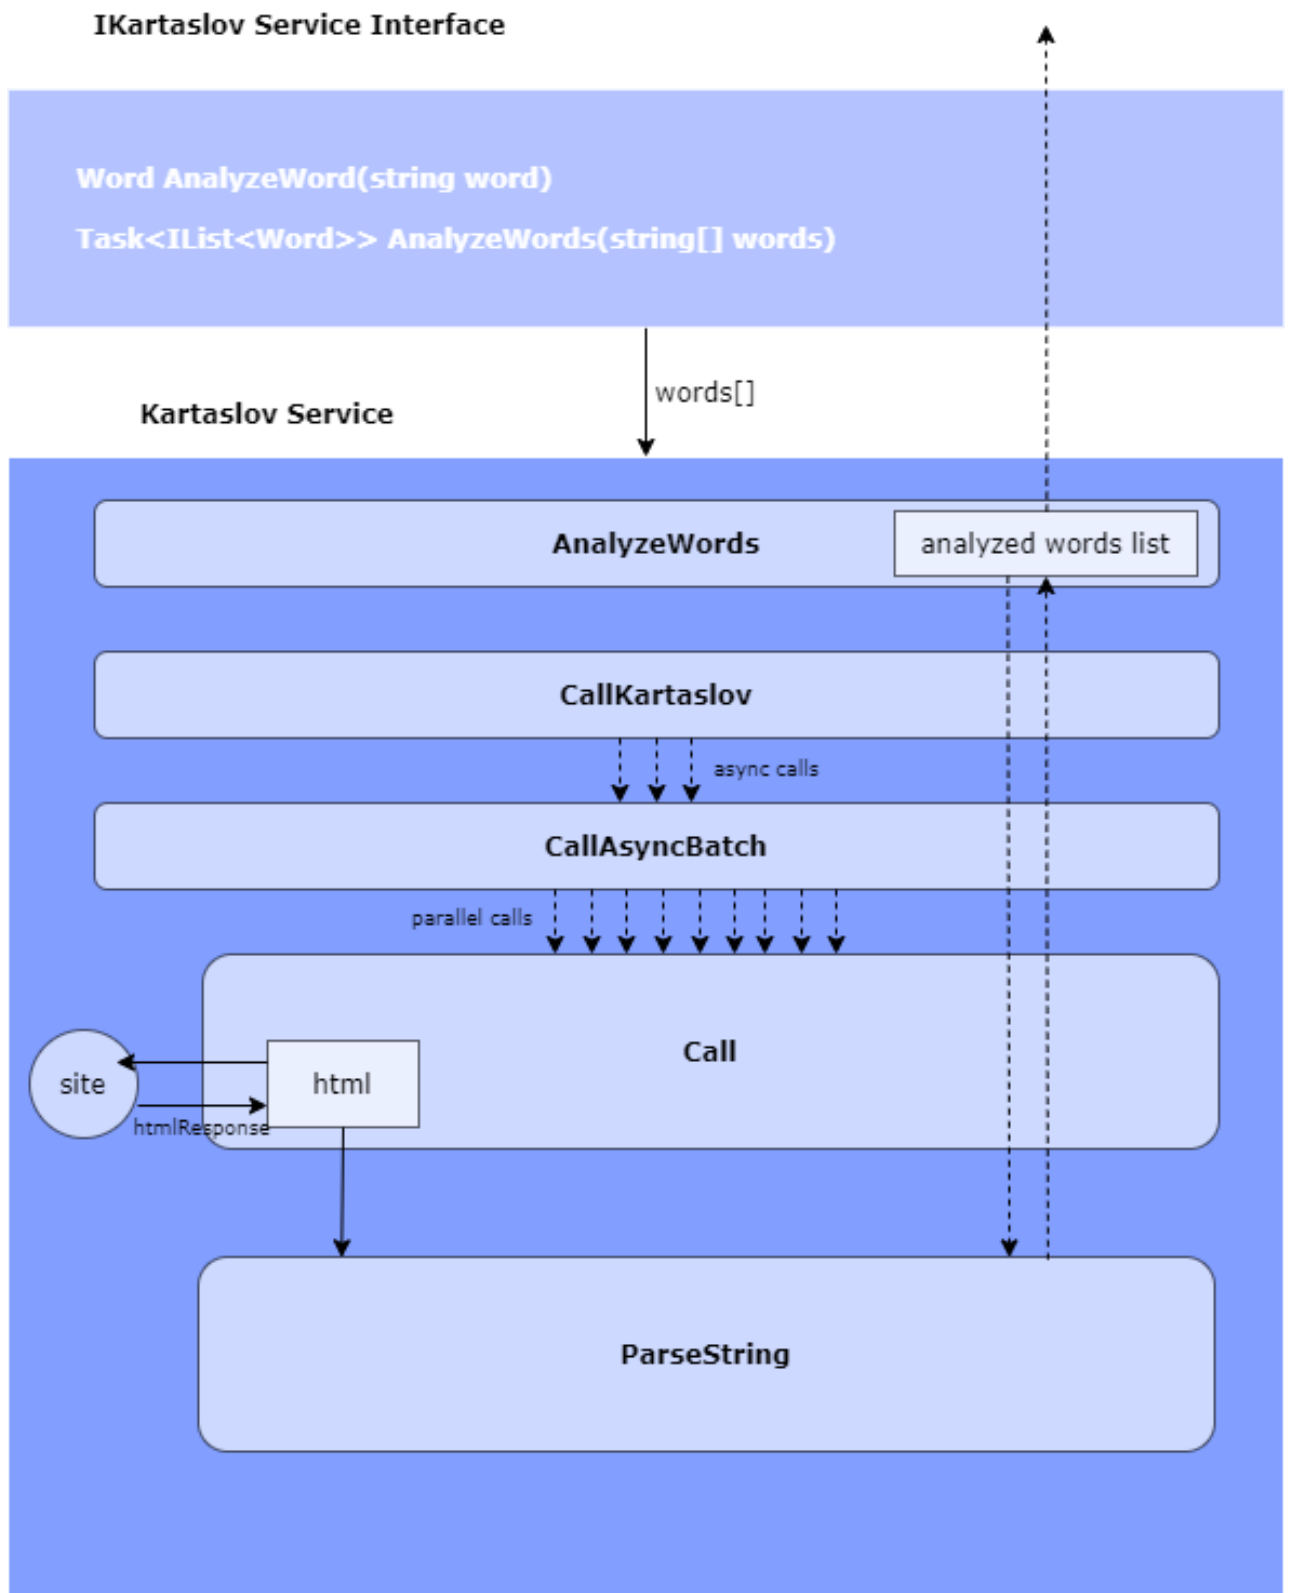 IKartaslov Service Interface
Word AnalyzeWord(string word)
Task<IList<Word>> AnalyzeWords(string[] words)
words[]
Kartaslov Service
AnalyzeWords
analyzed words list
CallKartaslov
async calls
CallAsyncBatch
parallel calls
Call
site
html
htmlResponse
ParseString